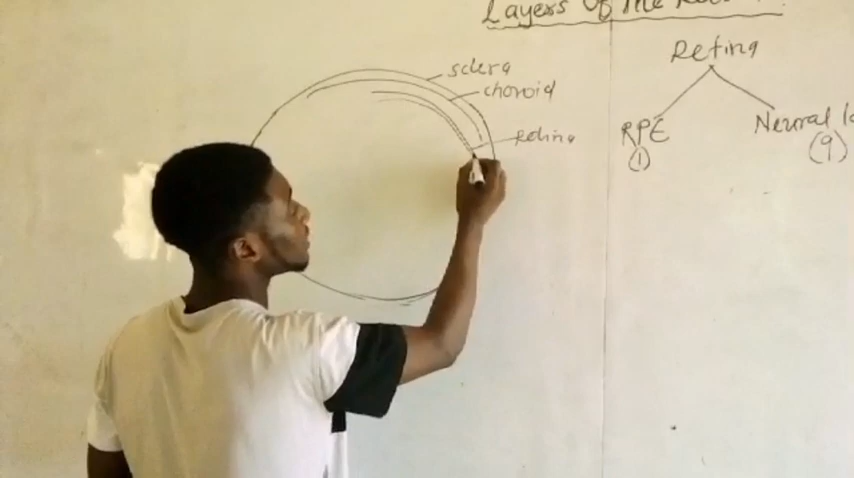 Layers Of The
Retina
sclera
choroid
Retina
RPE
(1)
Neural
(9)